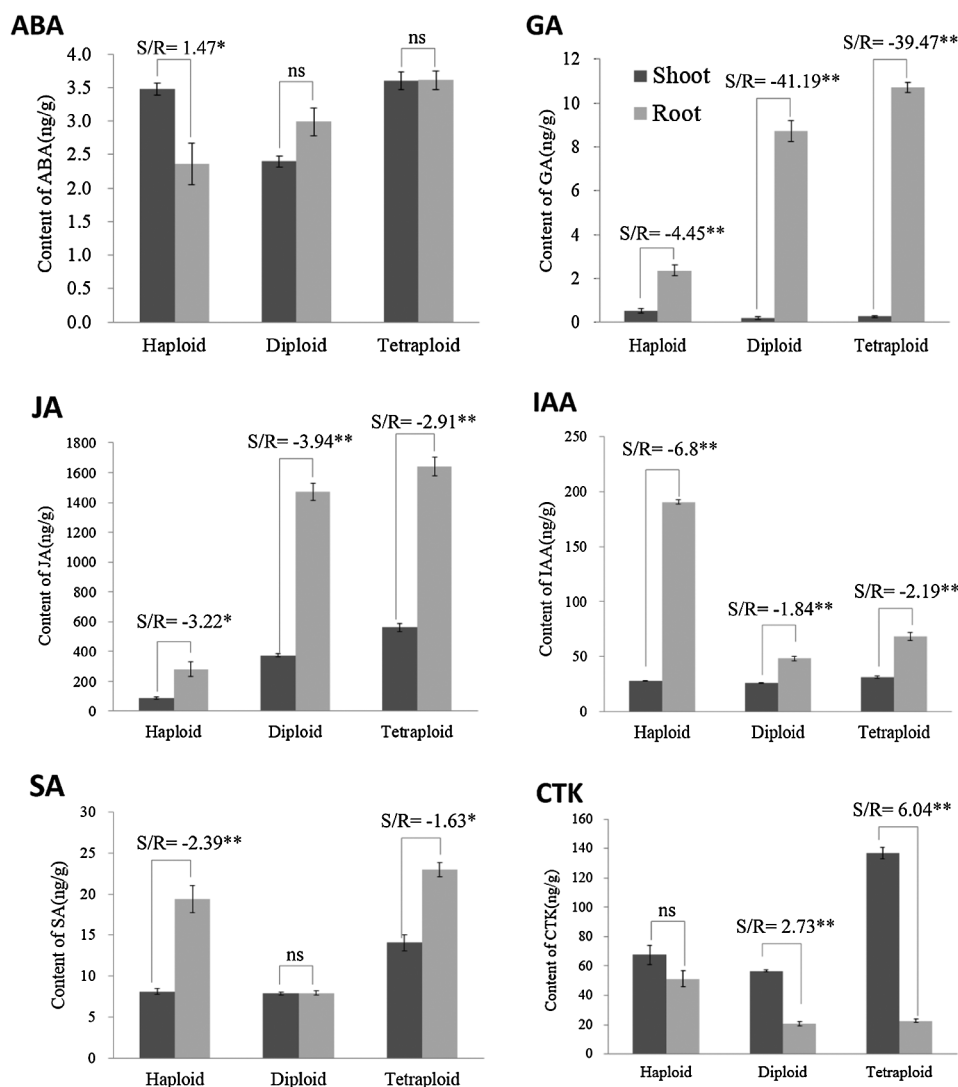 ABA
S/R= 1.47*
ns
ns
Content of ABA(ng/g)
4.0
3.5
3.0
2.5
2.0
1.5
1.0
0.5
0.0
Haploid Diploid Tetraploid
GA
S/R= -39.47**
S/R= -41.19**
S/R= -4.45**
Shoot
Root
Content of GA(ng/g)
12
10
8
6
4
2
0
Haploid Diploid Tetraploid
JA
S/R= -2.91**
S/R= -3.94**
S/R= -3.22*
Content of JA(ng/g)
1800
1600
1400
1200
1000
800
600
400
200
0
Haploid Diploid Tetraploid
IAA
S/R= -6.8**
S/R= -2.19**
S/R= -1.84**
Content of IAA(ng/g)
250
200
150
100
50
0
Haploid Diploid Tetraploid
SA
S/R= -1.63*
S/R= -2.39**
ns
Content of SA(ng/g)
30
25
20
15
10
5
0
Haploid Diploid Tetraploid
CTK
S/R= 6.04**
ns
S/R= 2.73**
Content of CTK(ng/g)
160
140
120
100
80
60
40
20
0
Haploid Diploid Tetraploid